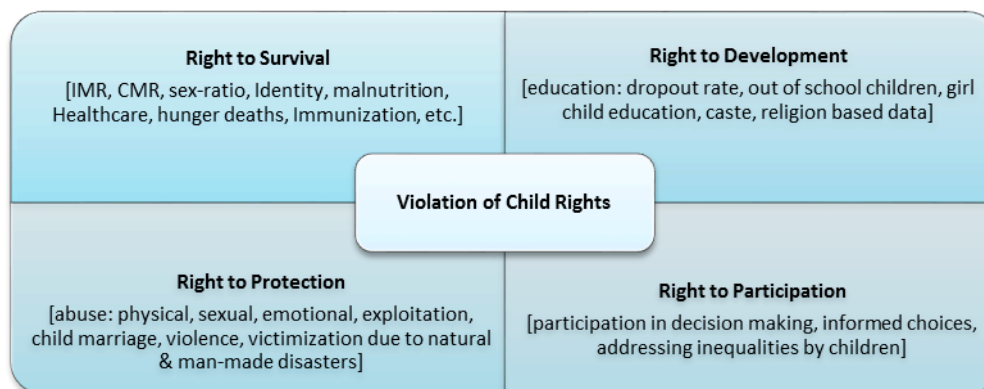 Right to Survival
[IMR, CMR, sex-ratio, Identity, malnutrition,
Healthcare, hunger deaths, Immunization, etc.]
Right to Development
[education: dropout rate, out of school children, girl
child education, caste, religion based data]
Violation of Child Rights
Right to Protection
[abuse: physical, sexual, emotional, exploitation,
child marriage, violence, victimization due to natural
& man-made disasters]
Right to Participation
[participation in decision making, informed choices,
addressing inequalities by children]